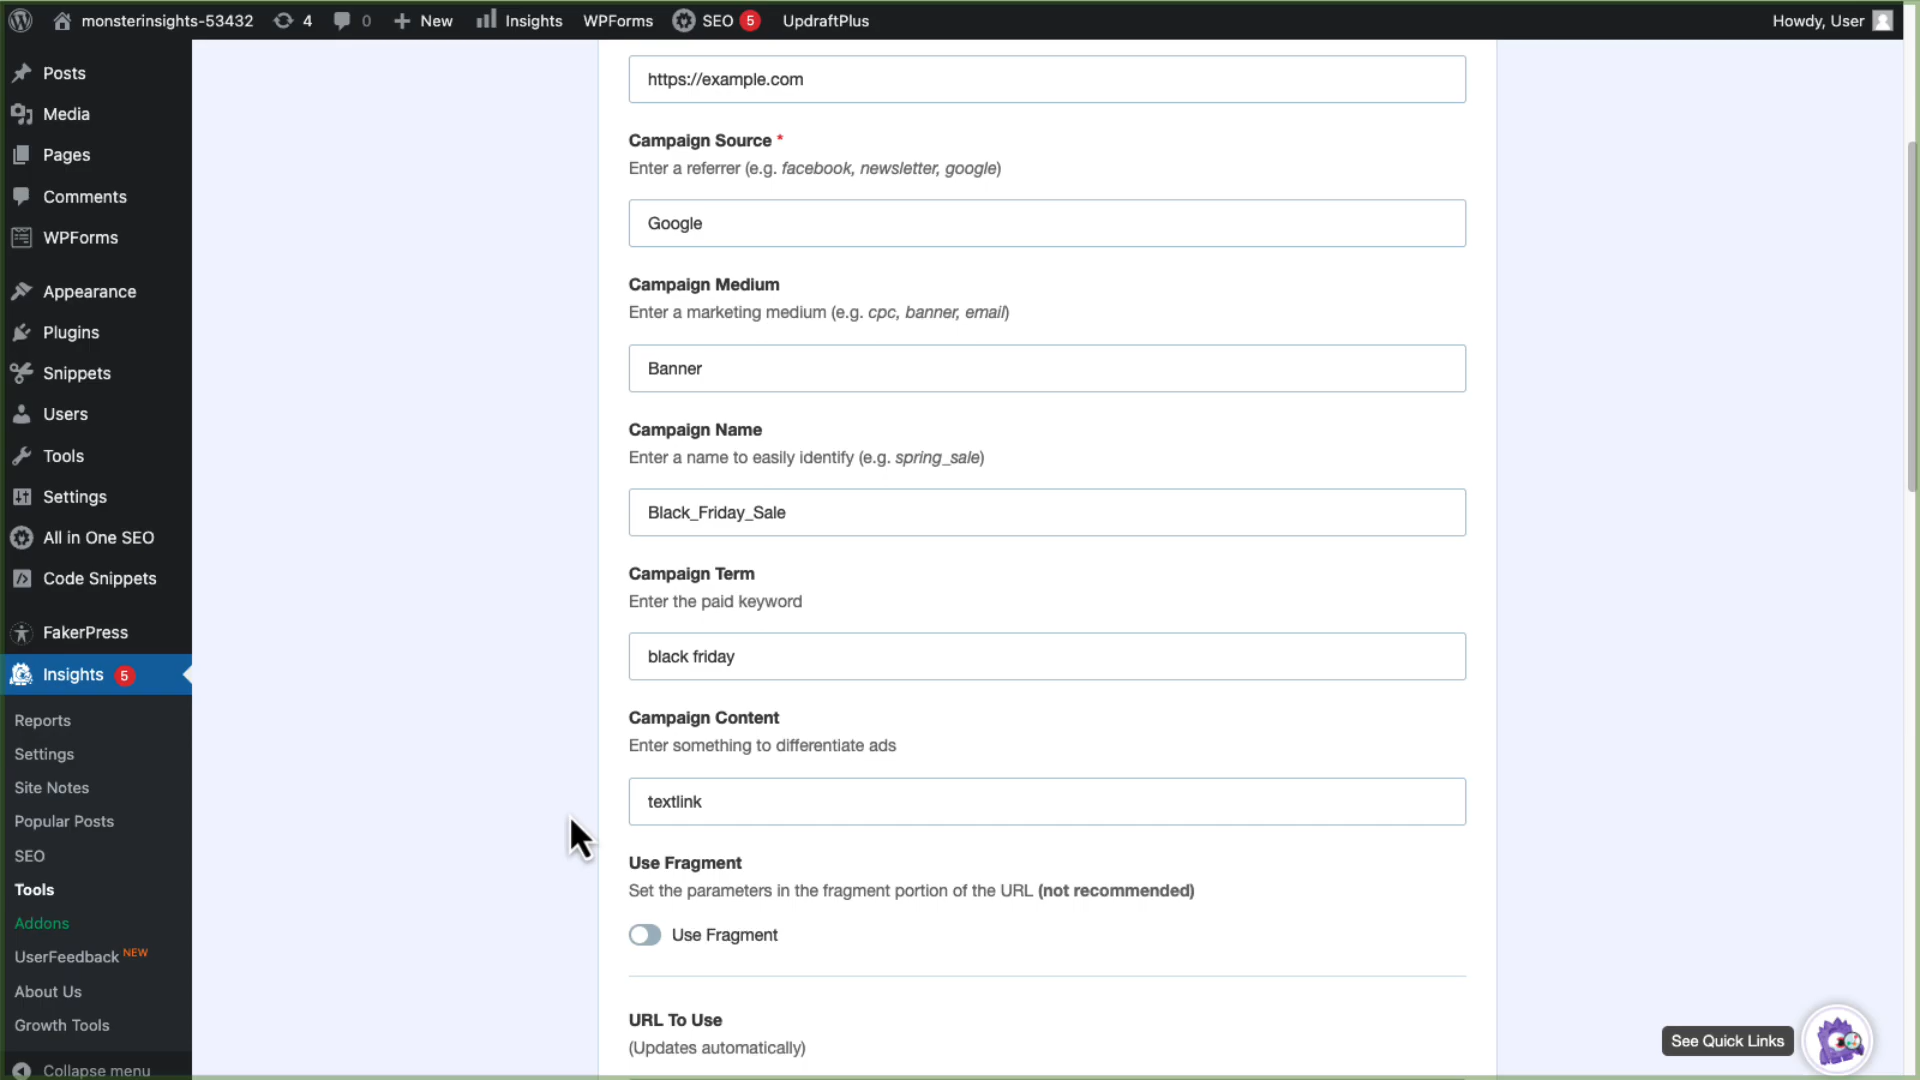 monsterinsights-53432 4 0 New Insights WPForms SEO 5 UpdraftPlus Howdy, User
Posts
Media
Pages
Comments
WPForms
Appearance
Plugins
Snippets
Users
Tools
Settings
All in One SEO
Code Snippets
FakerPress
Insights 5
Reports
Settings
Site Notes
Popular Posts
SEO
Tools
Addons
UserFeedback NEW
About Us
Growth Tools
Collapse menu
https://example.com
Campaign Source *
Enter a referrer (e.g. facebook, newsletter, google)
Google
Campaign Medium
Enter a marketing medium (e.g. cpc, banner, email)
Banner
Campaign Name
Enter a name to easily identify (e.g. spring_sale)
Black_Friday_Sale
Campaign Term
Enter the paid keyword
black friday
Campaign Content
Enter something to differentiate ads
textlink
Use Fragment
Set the parameters in the fragment portion of the URL (not recommended)
Use Fragment
URL To Use
(Updates automatically)
See Quick Links